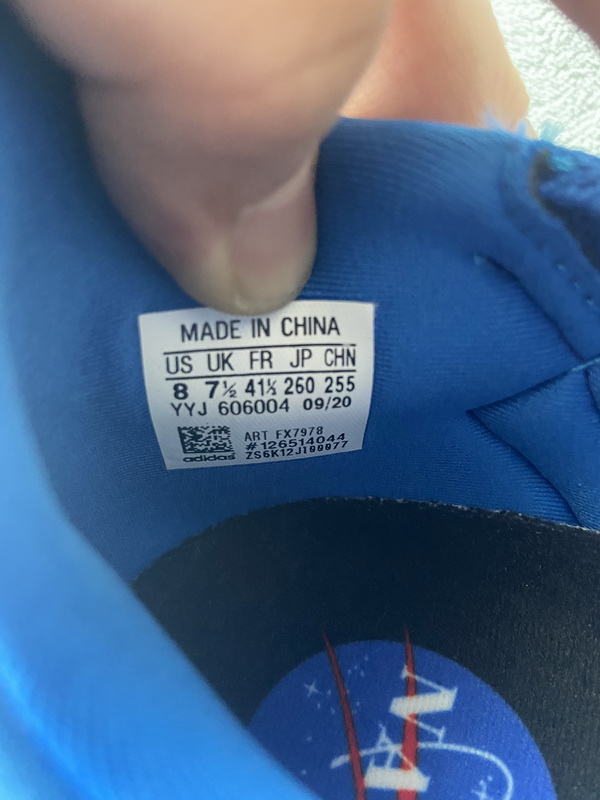 MADE IN CHINA
US UK FR JP CHN
8 7½ 41⅓ 260 255
YYJ 606004 09/20
ART FX7978
#126514044
adidas ZS6K12J100077